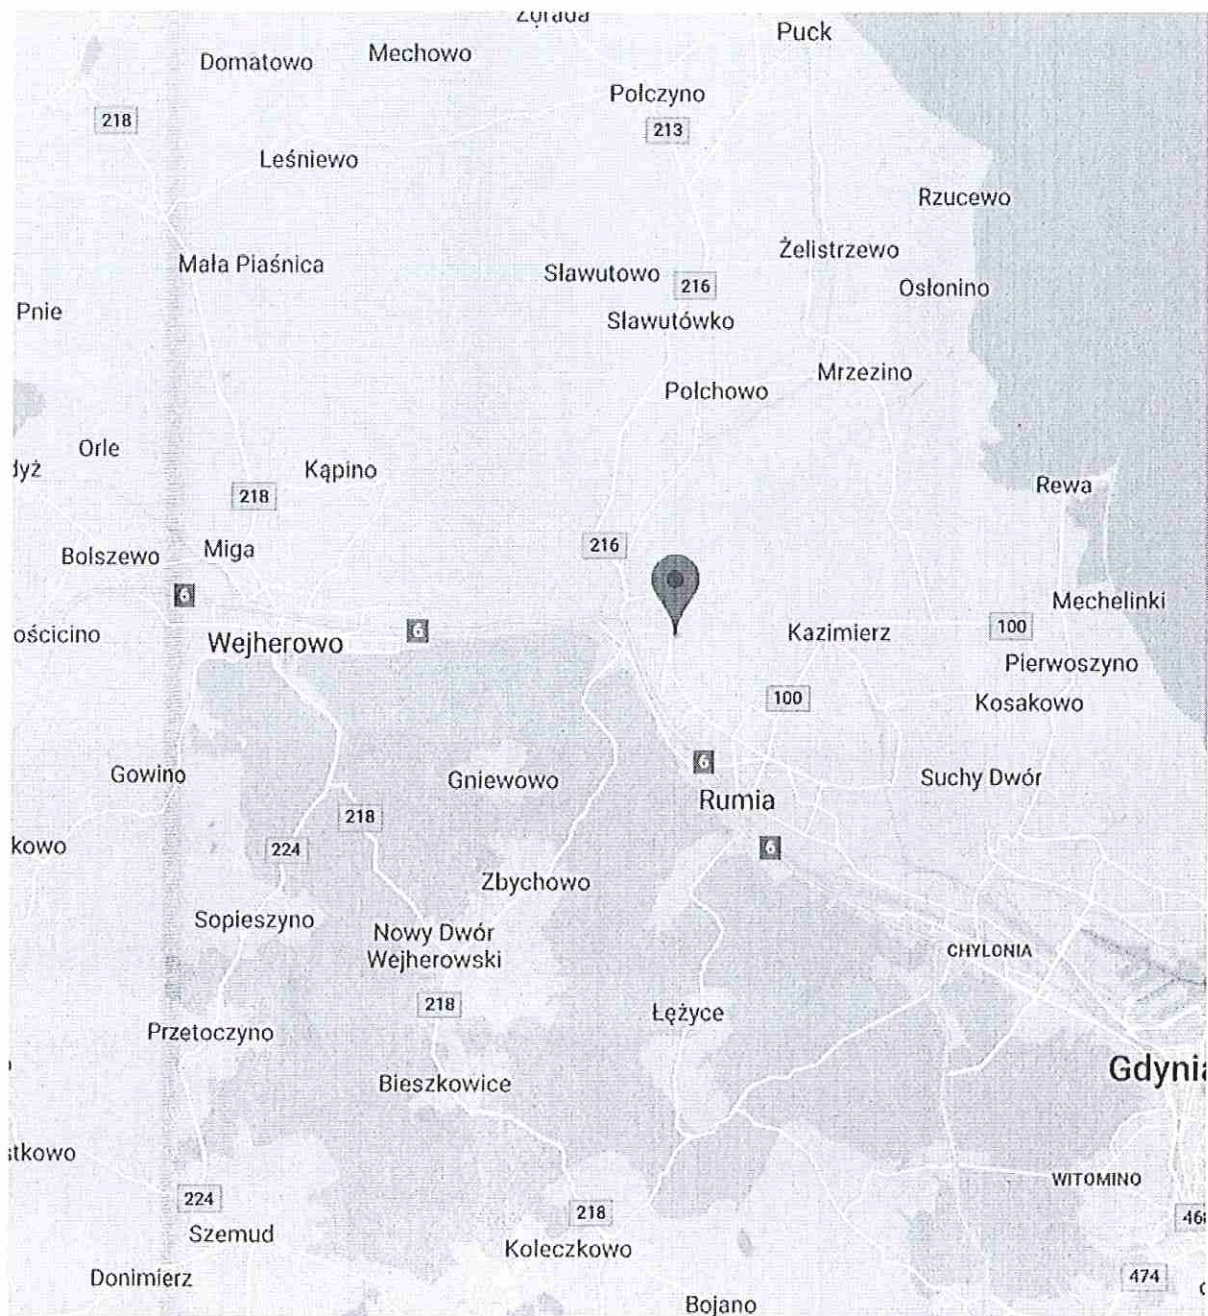 Puck
Domatowo
Mechowo
Połczyno
218
213
Leśniewo
Rzucewo
Żelistrzewo
Mała Piaśnica
Sławutowo
216
Osłonino
Pnie
Sławutówko
Mrzezino
Połchowo
Orle
Kąpino
Rewa
218
216
Bolszewo
Miga
6
Mechelinki
100
6
Kazimierz
Wejherowo
Pierwoszyno
100
Kosakowo
6
Gowino
Gniewowo
Suchy Dwór
Rumia
218
224
6
Zbychowo
Sopieszyno
Nowy Dwór
Wejherowski
CHYLONIA
218
Łężyce
Przetoczyno
Gdynia
Bieszkowice
WITOMINO
224
218
Szemud
Koleczkowo
474
Donimierz
Bojano